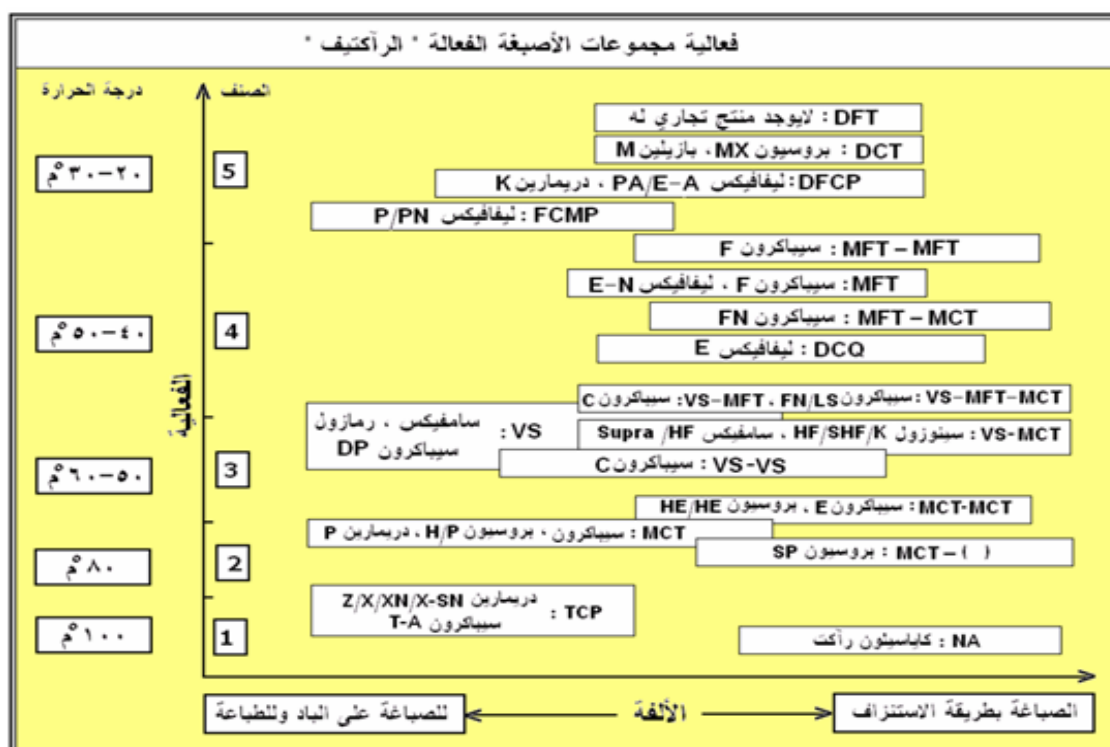 فعالية مجموعات الأصبغة الفعالة " الرآكتيف "
درجة الحرارة
الصنف
DFT : لايوجد منتج تجاري له
DCT : بروسيون MX، بازيلين M
٢٠-٣٠ ْم
5
DFCP: ليفافيكس PA/E-A ، دريمارين K
FCMP : ليفافيكس P/PN
MFT – MFT : سيباكرون F
MFT: سيباكرون F ، ليفافيكس E-N
٤٠-٥٠ ْم
4
MFT – MCT : سيباكرون FN
DCQ : ليفافيكس E
الفعالية
VS-MFT-MCT : سيباكرون FN/LS ، VS-MFT: سيباكرون C
VS : سامفيكس ، رمازول
سيباكرون DP
VS-MCT: سينوزول HF/SHF/K ، سامفيكس Supra /HF
٥٠-٦٠ ْم
3
VS-VS : سيباكرون C
MCT-MCT: سيباكرون E ، بروسيون HE/HE
MCT : سيباكرون ، بروسيون H/P، دريمارين P
٨٠ ْم
2
MCT – ( ) : بروسيون SP
TCP : دريمارين Z/X/XN/X-SN
سيباكرون T-A
١٠٠ ْم
1
NA : كاياسيلون رآكت
الصباغة بطريقة الاستنزاف
الألفة
للصباغة على الباد وللطباعة